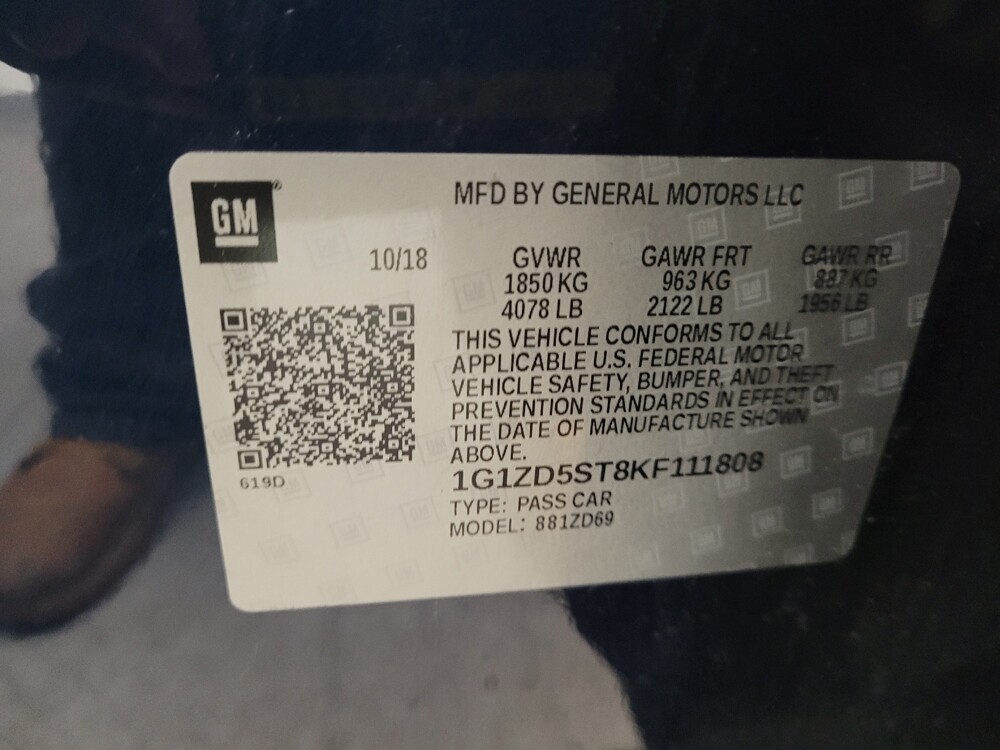 GM
MFD BY GENERAL MOTORS LLC
10/18
GVWR GAWR FRT GAWR RR
1850 KG 963 KG 887 KG
4078 LB 2122 LB 1956 LB
THIS VEHICLE CONFORMS TO ALL
APPLICABLE U.S. FEDERAL MOTOR
VEHICLE SAFETY, BUMPER, AND THEFT
PREVENTION STANDARDS IN EFFECT ON
THE DATE OF MANUFACTURE SHOWN
ABOVE.
619D
1G1ZD5ST8KF111808
TYPE: PASS CAR
MODEL: 881ZD69